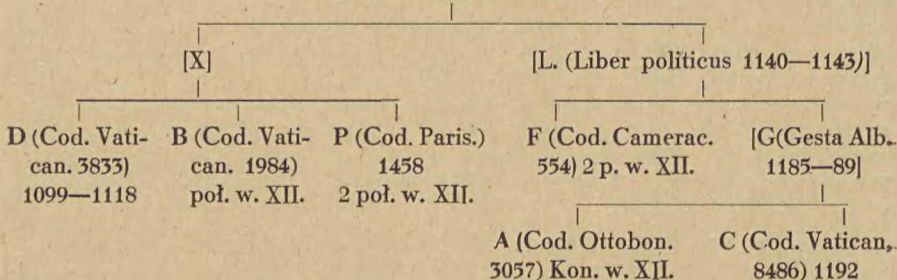 [X]
[L. (Liber politicus 1140—1143)]
D (Cod. Vati-
can. 3833)
1099—1118
B (Cod. Vati-
can. 1984)
poł. w. XII.
P (Cod. Paris.)
1458
2 poł. w. XII.
F (Cod. Camerac.
554) 2 p. w. XII.
[G(Gesta Alb.
1185—89]
A (Cod. Ottobon.
3057) Kon. w. XII.
C (Cod. Vatican.
8486) 1192